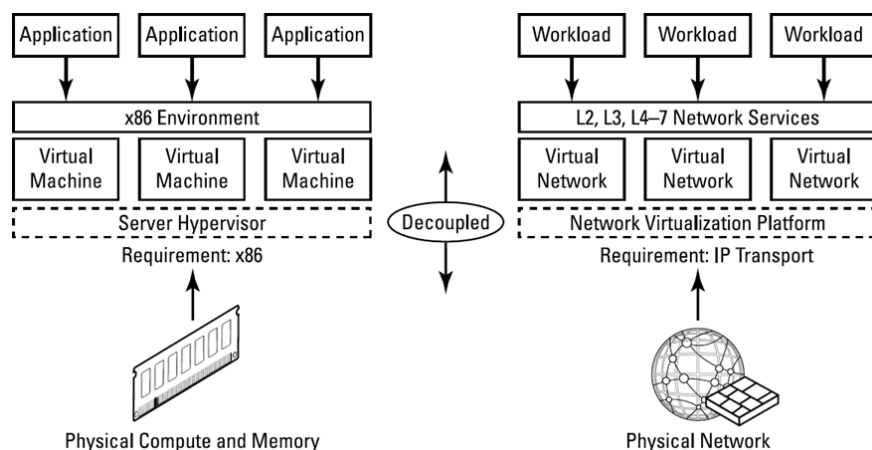 Application
Application
Application
x86 Environment
Virtual
Machine
Virtual
Machine
Virtual
Machine
Server Hypervisor
Requirement: x86
Physical Compute and Memory
Decoupled
Workload
Workload
Workload
L2, L3, L4–7 Network Services
Virtual
Network
Virtual
Network
Virtual
Network
Network Virtualization Platform
Requirement: IP Transport
Physical Network